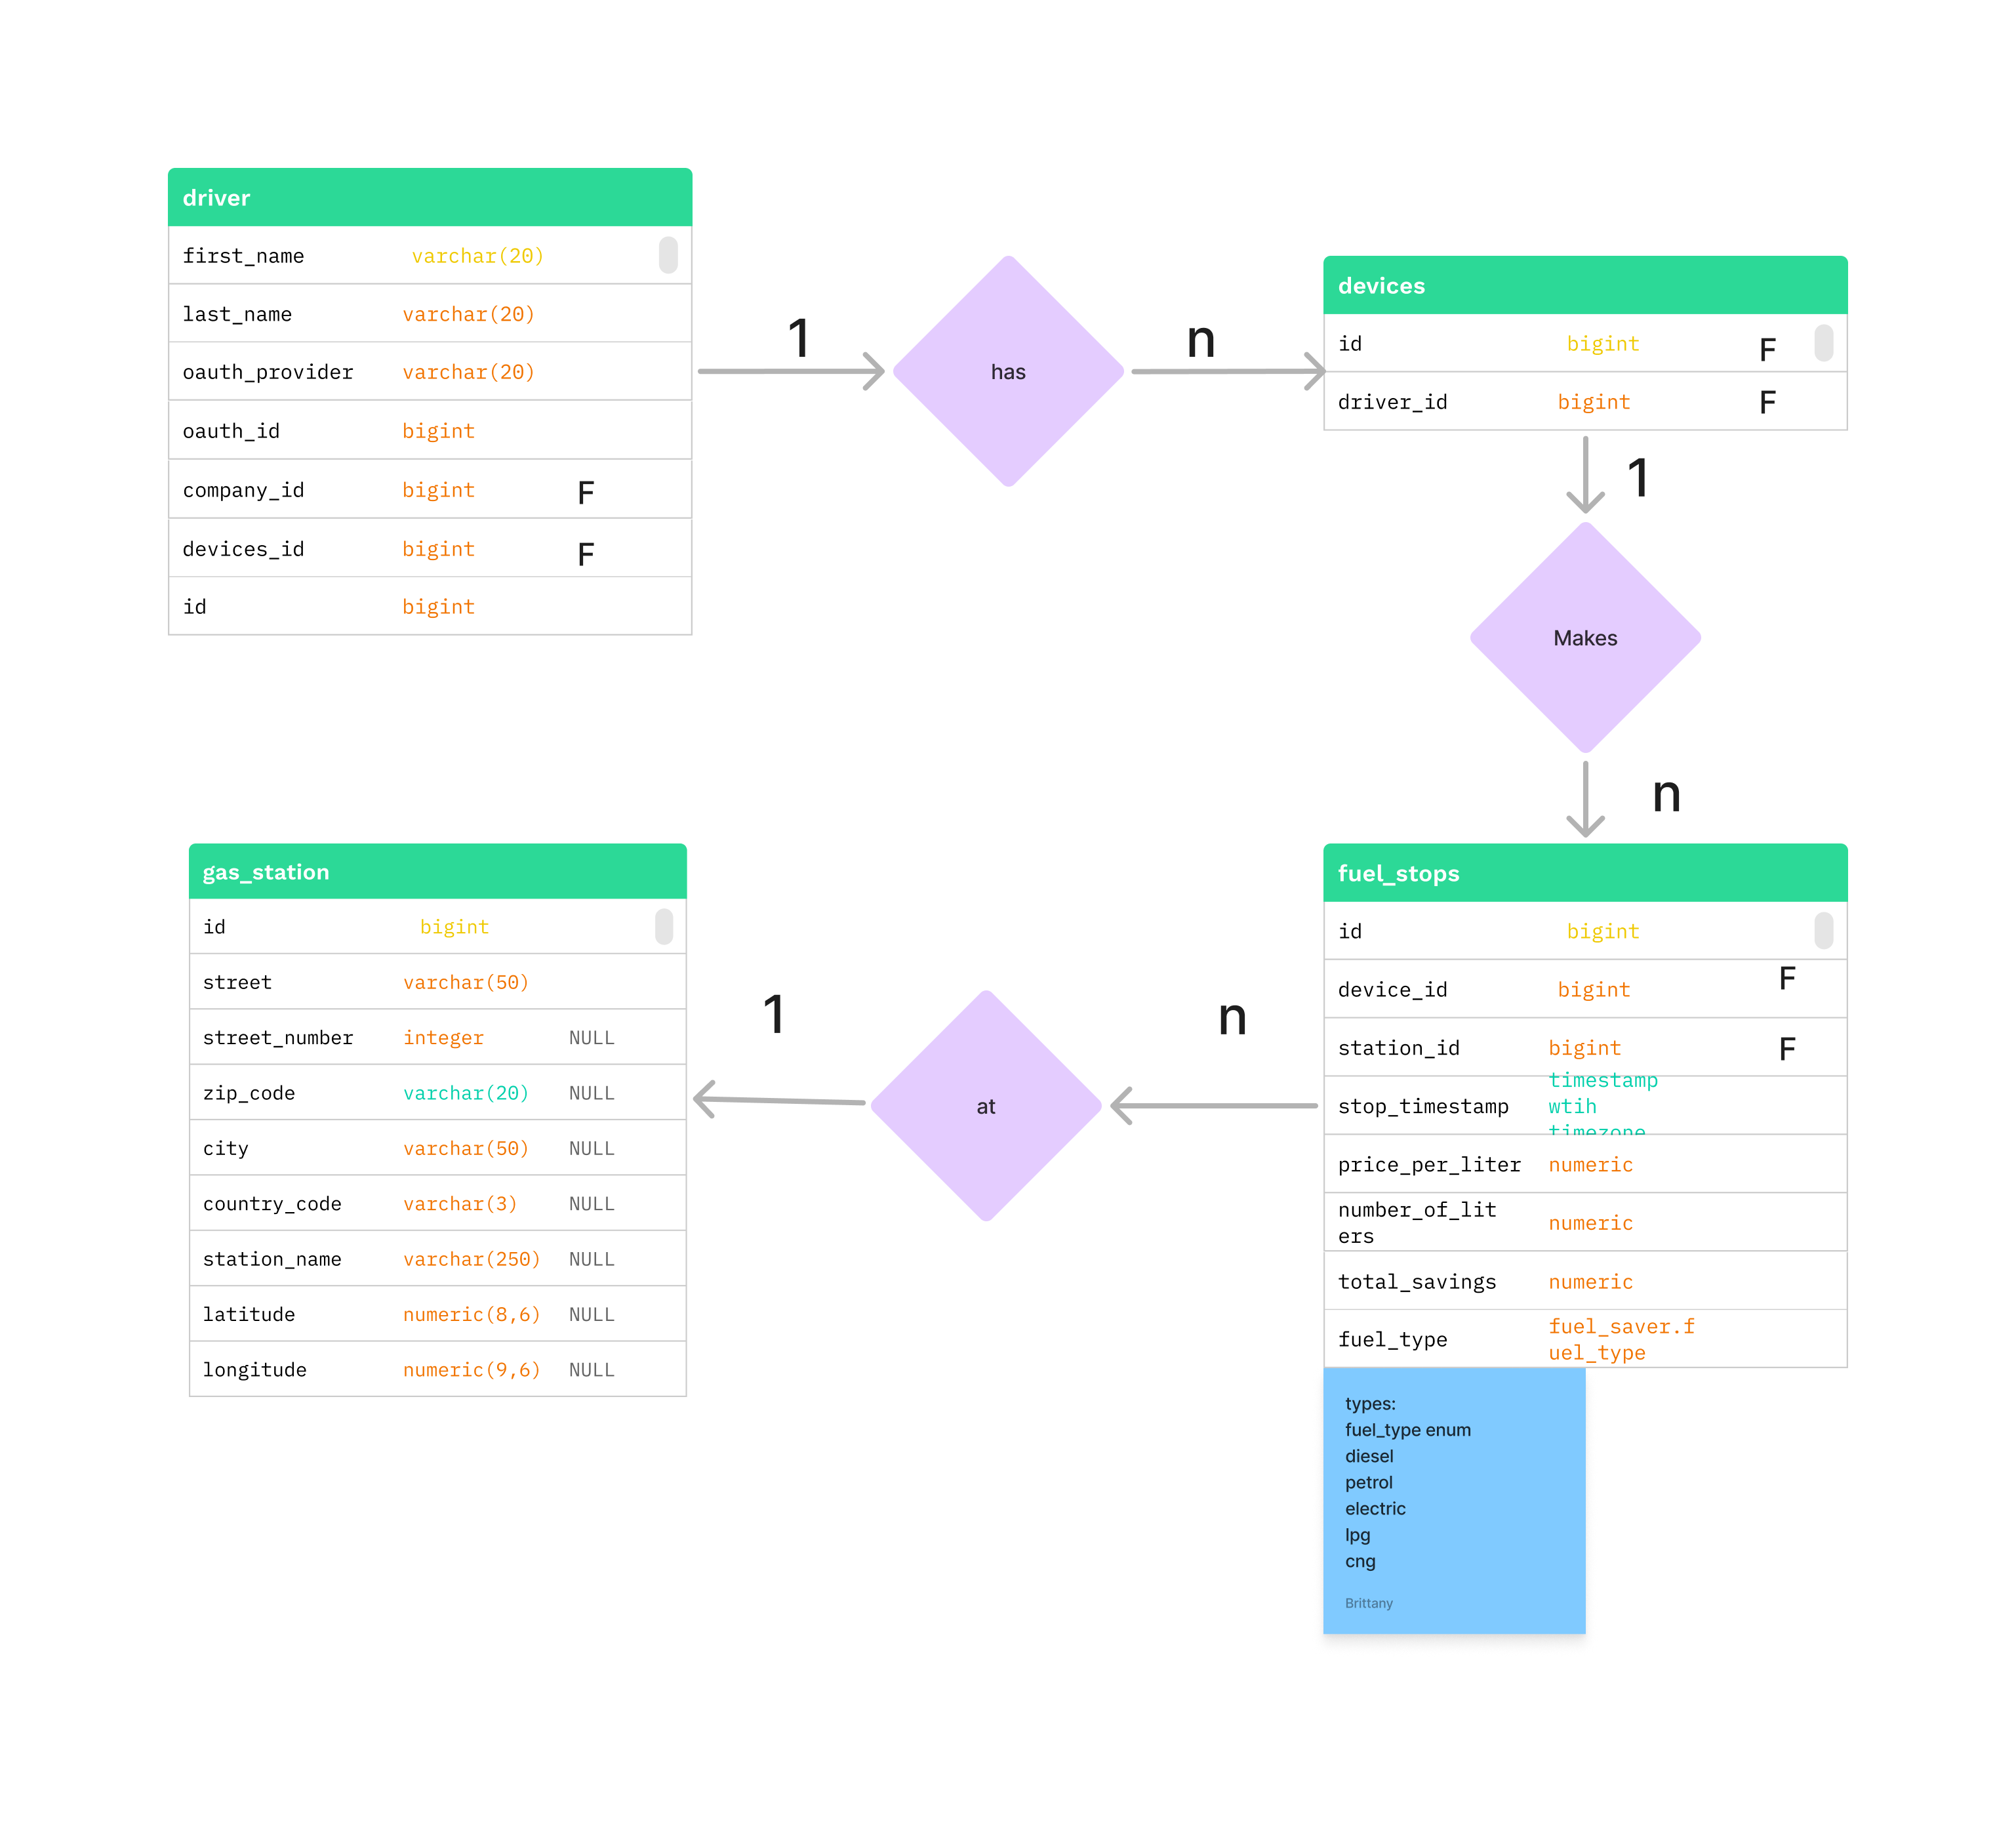 driver
first_name varchar(20)
last_name varchar(20)
oauth_provider varchar(20)
oauth_id bigint
company_id bigint F
devices_id bigint F
id bigint
1
has
n
devices
id bigint F
driver_id bigint F
1
Makes
n
gas_station
id bigint
street varchar(50)
street_number integer NULL
zip_code varchar(20) NULL
city varchar(50) NULL
country_code varchar(3) NULL
station_name varchar(250) NULL
latitude numeric(8,6) NULL
longitude numeric(9,6) NULL
1
at
n
fuel_stops
id bigint
device_id bigint F
station_id bigint F
stop_timestamp timestamp
wtih
timezone
price_per_liter numeric
number_of_lit
ers numeric
total_savings numeric
fuel_type fuel_saver.f
uel_type
types:
fuel_type enum
diesel
petrol
electric
lpg
cng
Brittany